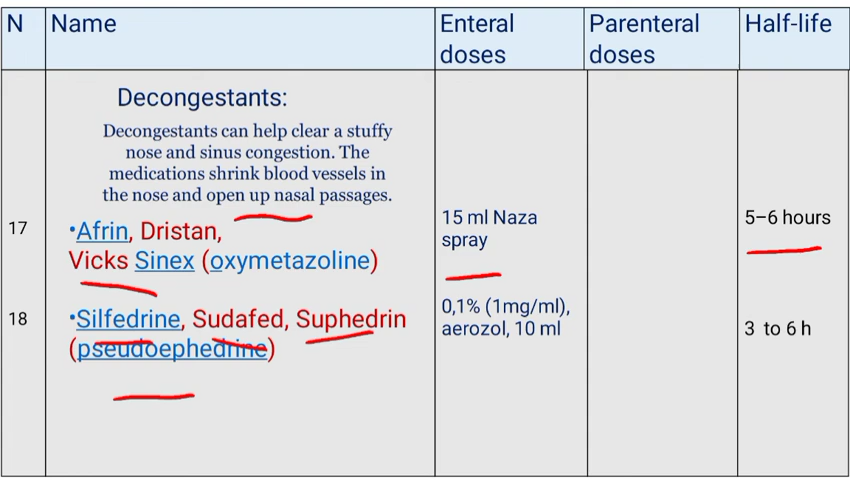 N
Name
Enteral
doses
Parenteral
doses
Half-life
Decongestants:
Decongestants can help clear a stuffy
nose and sinus congestion. The
medications shrink blood vessels in
the nose and open up nasal passages.
17
•Afrin, Dristan,
Vicks Sinex (oxymetazoline)
15 ml Naza
spray
5–6 hours
18
•Silfedrine, Sudafed, Suphedrin
(pseudoephedrine)
0,1% (1mg/ml),
aerozol, 10 ml
3 to 6 h